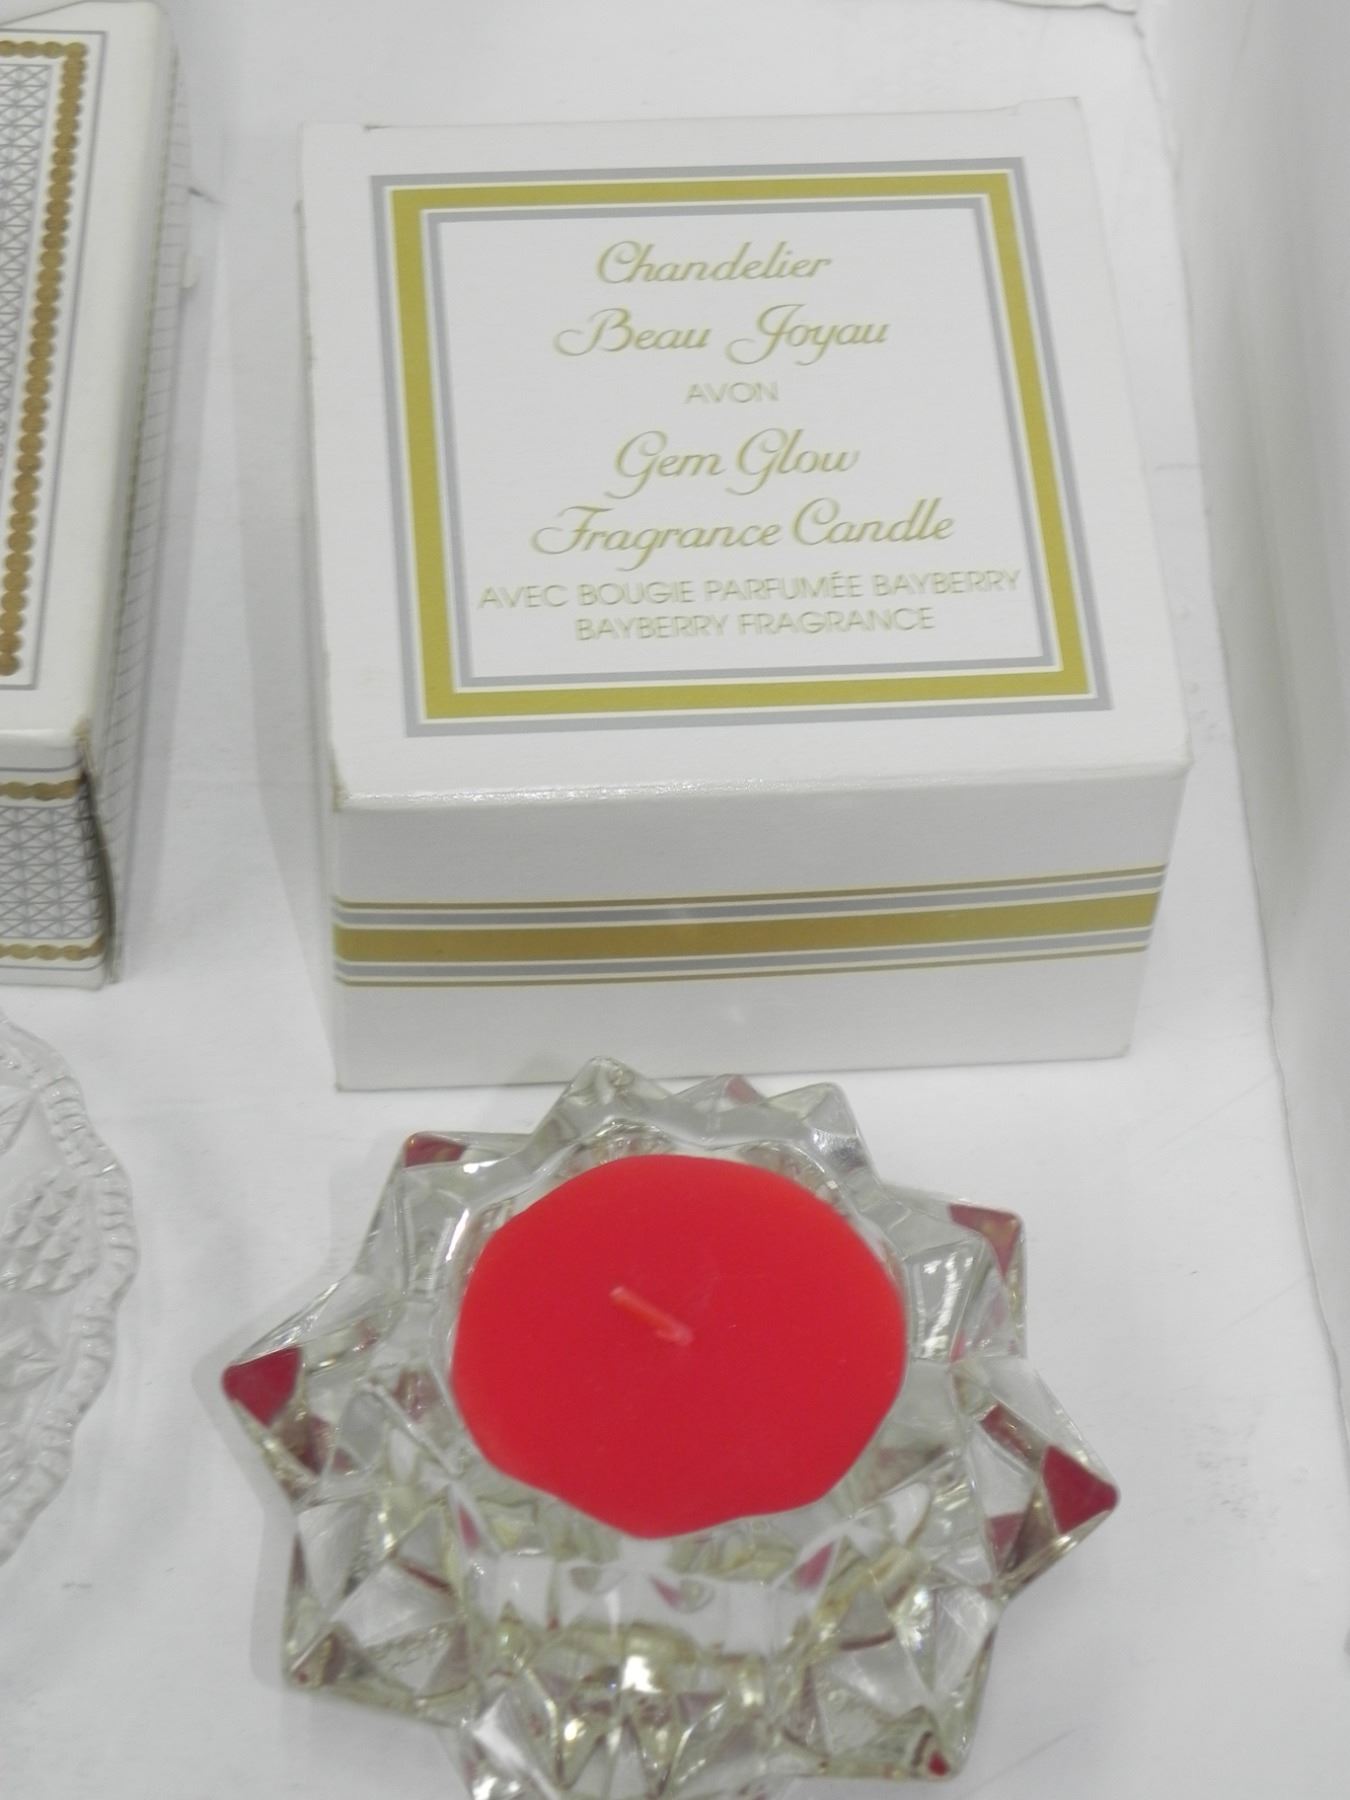 Chandelier
Beau Joyau
AVON
Gem Glow
Fragrance Candle
AVEC BOUGIE PARFUMÉE BAYBERRY
BAYBERRY FRAGRANCE